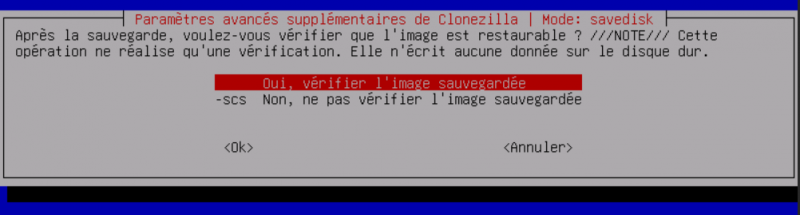 Paramètres avancés supplémentaires de Clonezilla | Mode: savedisk
Après la sauvegarde, voulez-vous vérifier que l'image est restaurable ? ///NOTE/// Cette
opération ne réalise qu'une vérification. Elle n'écrit aucune donnée sur le disque dur.
Oui, vérifier l'image sauvegardée
-scs Non, ne pas vérifier l'image sauvegardée
<Ok> <Annuler>